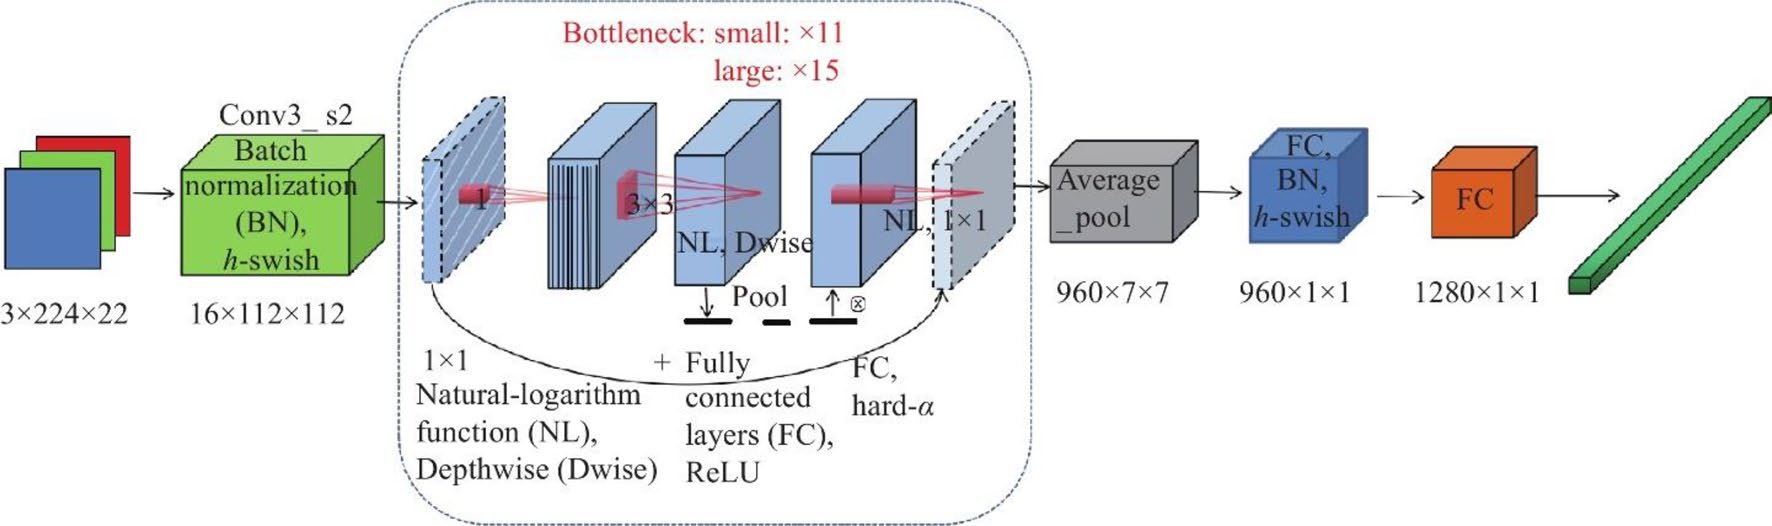 Bottleneck: small: ×11
large: ×15
Conv3_ s2
Batch
normalization
(BN),
h-swish
1
3×3
NL, Dwise
NL, 1×1
Average
_pool
FC,
BN,
h-swish
FC
Pool
⊗
3×224×22
16×112×112
960×7×7
960×1×1
1280×1×1
1×1
Natural-logarithm
function (NL),
Depthwise (Dwise)
+ Fully
connected
layers (FC),
ReLU
FC,
hard-α